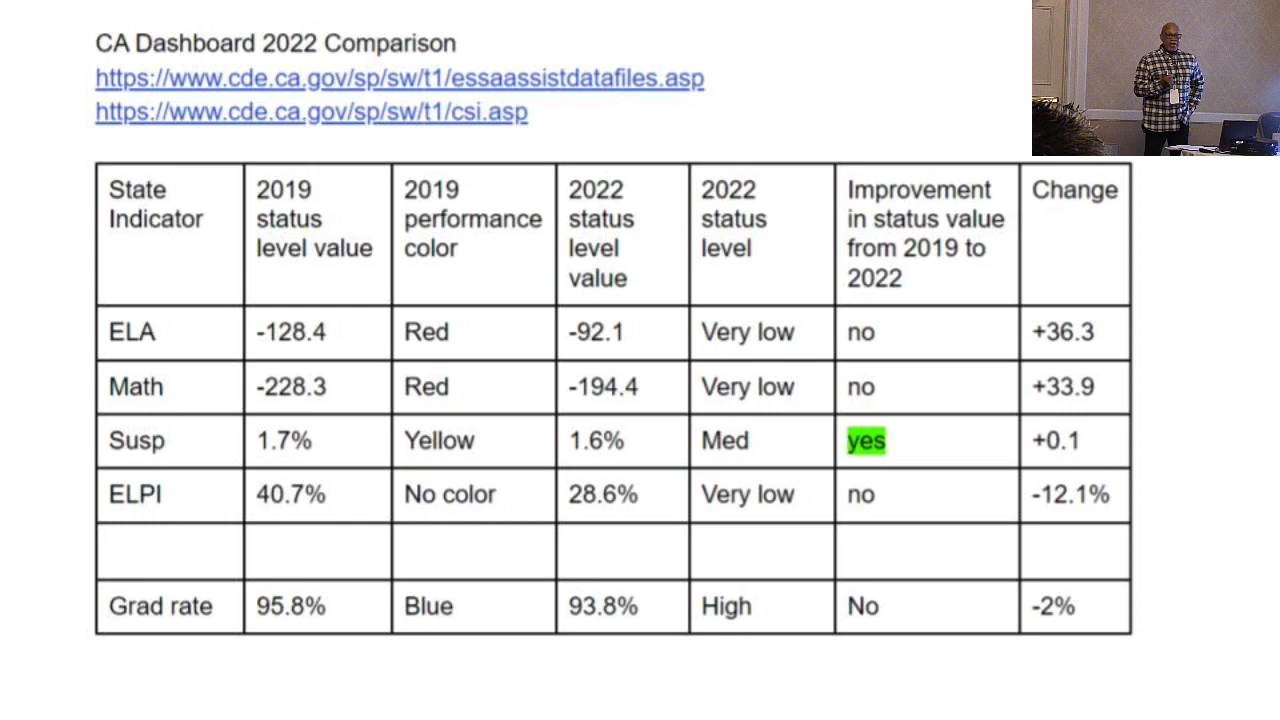 CA Dashboard 2022 Comparison
https://www.cde.ca.gov/sp/sw/t1/essaassistdatafiles.asp
https://www.cde.ca.gov/sp/sw/t1/csi.asp
State Indicator | 2019 status level value | 2019 performance color | 2022 status level value | 2022 status level | Improvement in status value from 2019 to 2022 | Change
ELA | -128.4 | Red | -92.1 | Very low | no | +36.3
Math | -228.3 | Red | -194.4 | Very low | no | +33.9
Susp | 1.7% | Yellow | 1.6% | Med | yes | +0.1
ELPI | 40.7% | No color | 28.6% | Very low | no | -12.1%
Grad rate | 95.8% | Blue | 93.8% | High | No | -2%